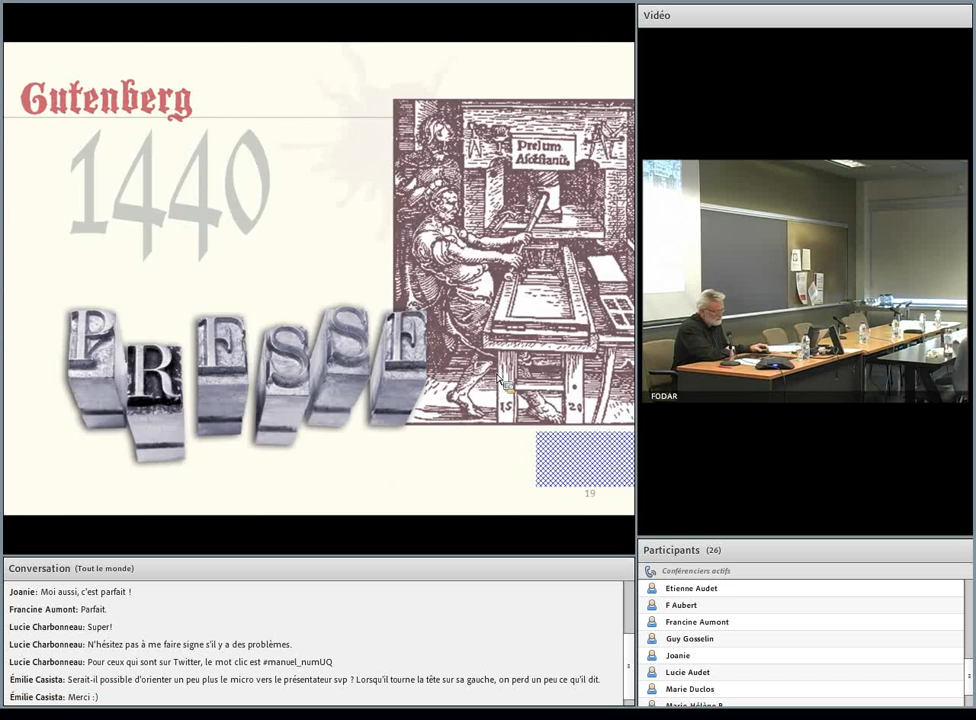 Gutenberg
1440
PRESSE
Prelum
Ascēsianū
15 20
19
Vidéo
FODAR
Conversation (Tout le monde)
Joanie: Moi aussi, c'est parfait !
Francine Aumont: Parfait.
Lucie Charbonneau: Super!
Lucie Charbonneau: N'hésitez pas à me faire signe s'il y a des problèmes.
Lucie Charbonneau: Pour ceux qui sont sur Twitter, le mot clic est #manuel_numUQ
Émilie Casista: Serait-il possible d'orienter un peu plus le micro vers le présentateur svp ? Lorsqu'il tourne la tête sur sa gauche, on perd un peu ce qu'il dit.
Émilie Casista: Merci :)
Participants (26)
Conférenciers actifs
Etienne Audet
F Aubert
Francine Aumont
Guy Gosselin
Joanie
Lucie Audet
Marie Duclos
Marie-Hélène B